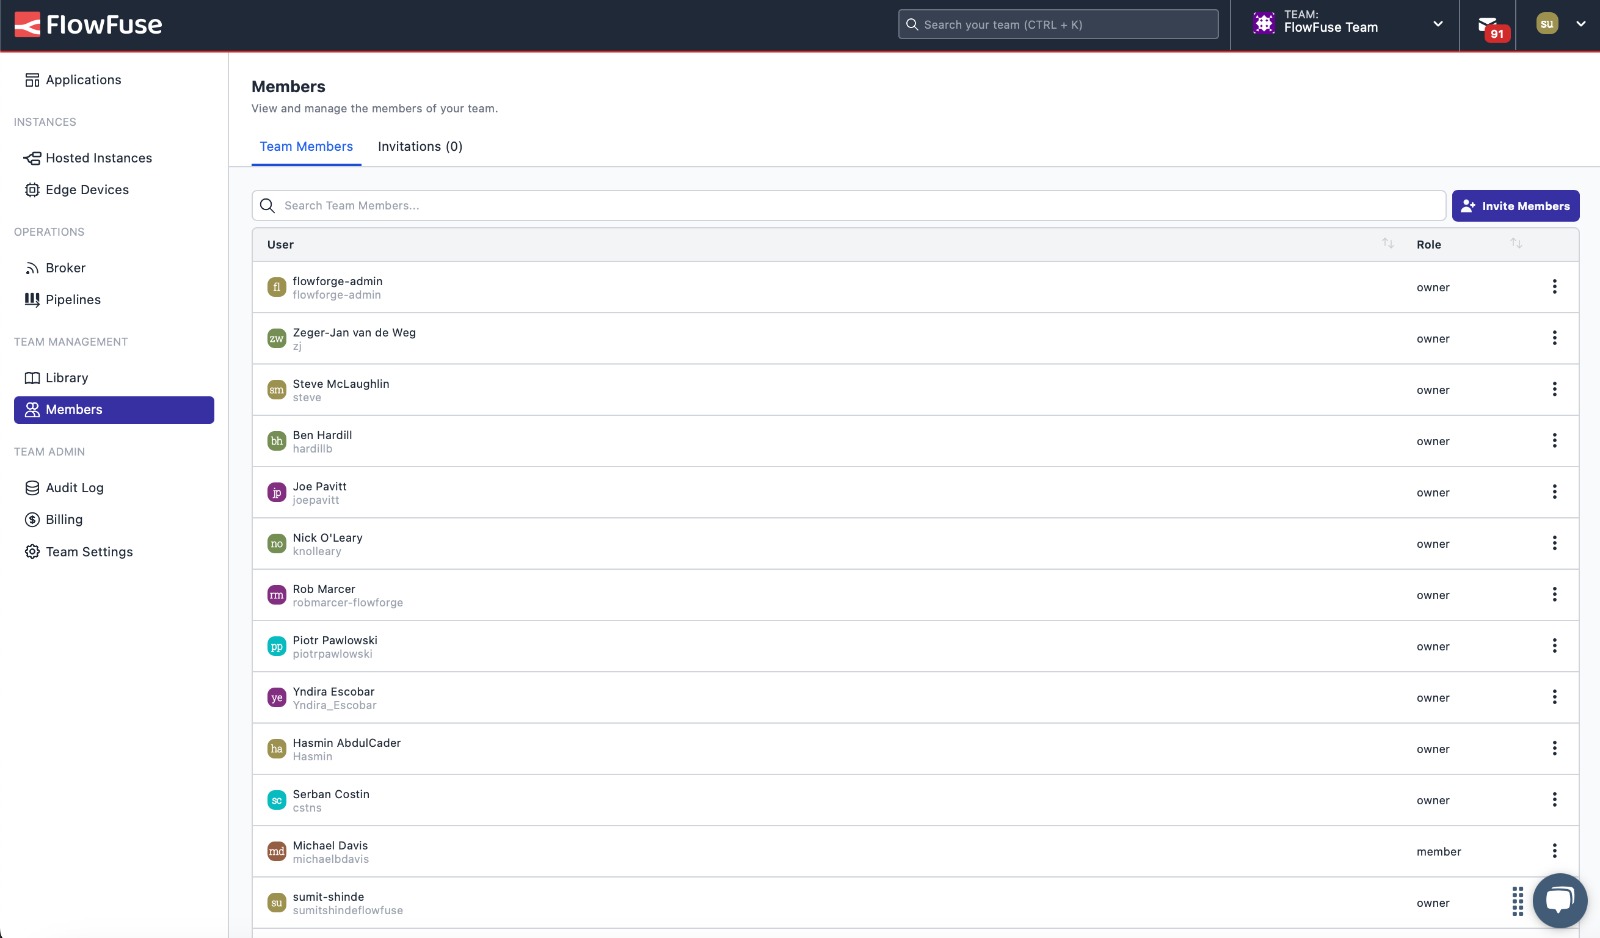 FlowFuse
Search your team (CTRL + K)
TEAM:
FlowFuse Team
91
su
Applications
INSTANCES
Hosted Instances
Edge Devices
OPERATIONS
Broker
Pipelines
TEAM MANAGEMENT
Library
Members
TEAM ADMIN
Audit Log
Billing
Team Settings
Members
View and manage the members of your team.
Team Members Invitations (0)
Search Team Members...
Invite Members
User Role
fl flowforge-admin owner
flowforge-admin
zw Zeger-Jan van de Weg owner
zj
sm Steve McLaughlin owner
steve
bh Ben Hardill owner
hardillb
jp Joe Pavitt owner
joepavitt
no Nick O'Leary owner
knolleary
rm Rob Marcer owner
robmarcer-flowforge
pp Piotr Pawlowski owner
piotrpawlowski
ye Yndira Escobar owner
Yndira_Escobar
ha Hasmin AbdulCader owner
Hasmin
sc Serban Costin owner
cstns
md Michael Davis member
michaelbdavis
su sumit-shinde owner
sumitshindeflowfuse